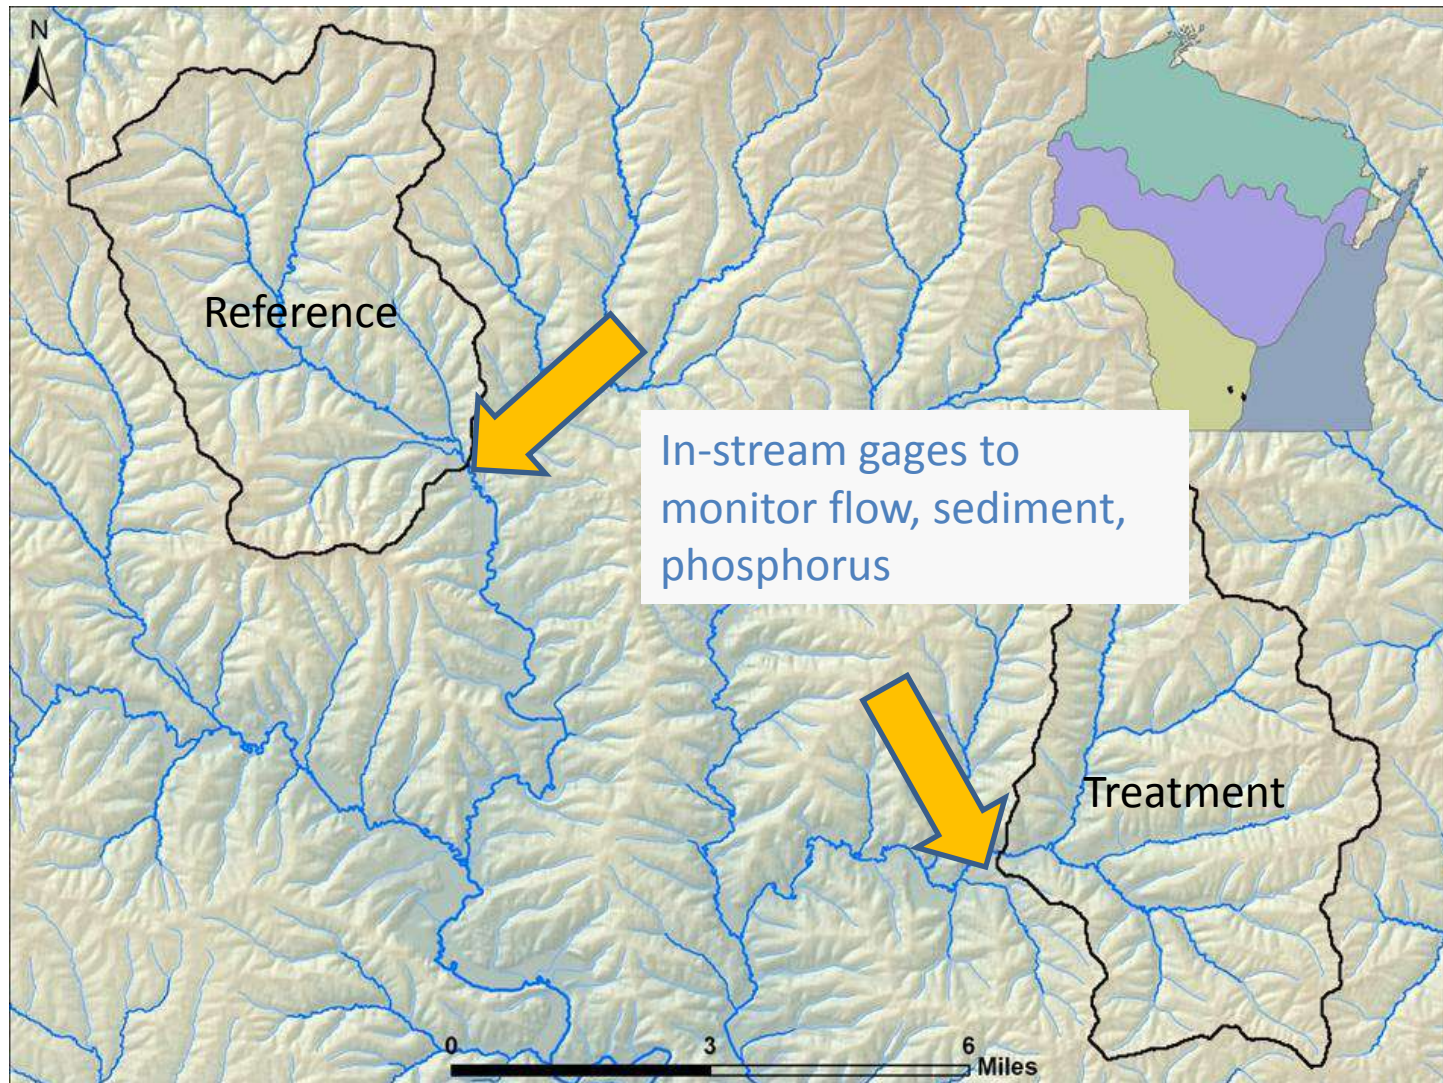 N
Reference
In-stream gages to
monitor flow, sediment,
phosphorus
Treatment
0 3 6
Miles